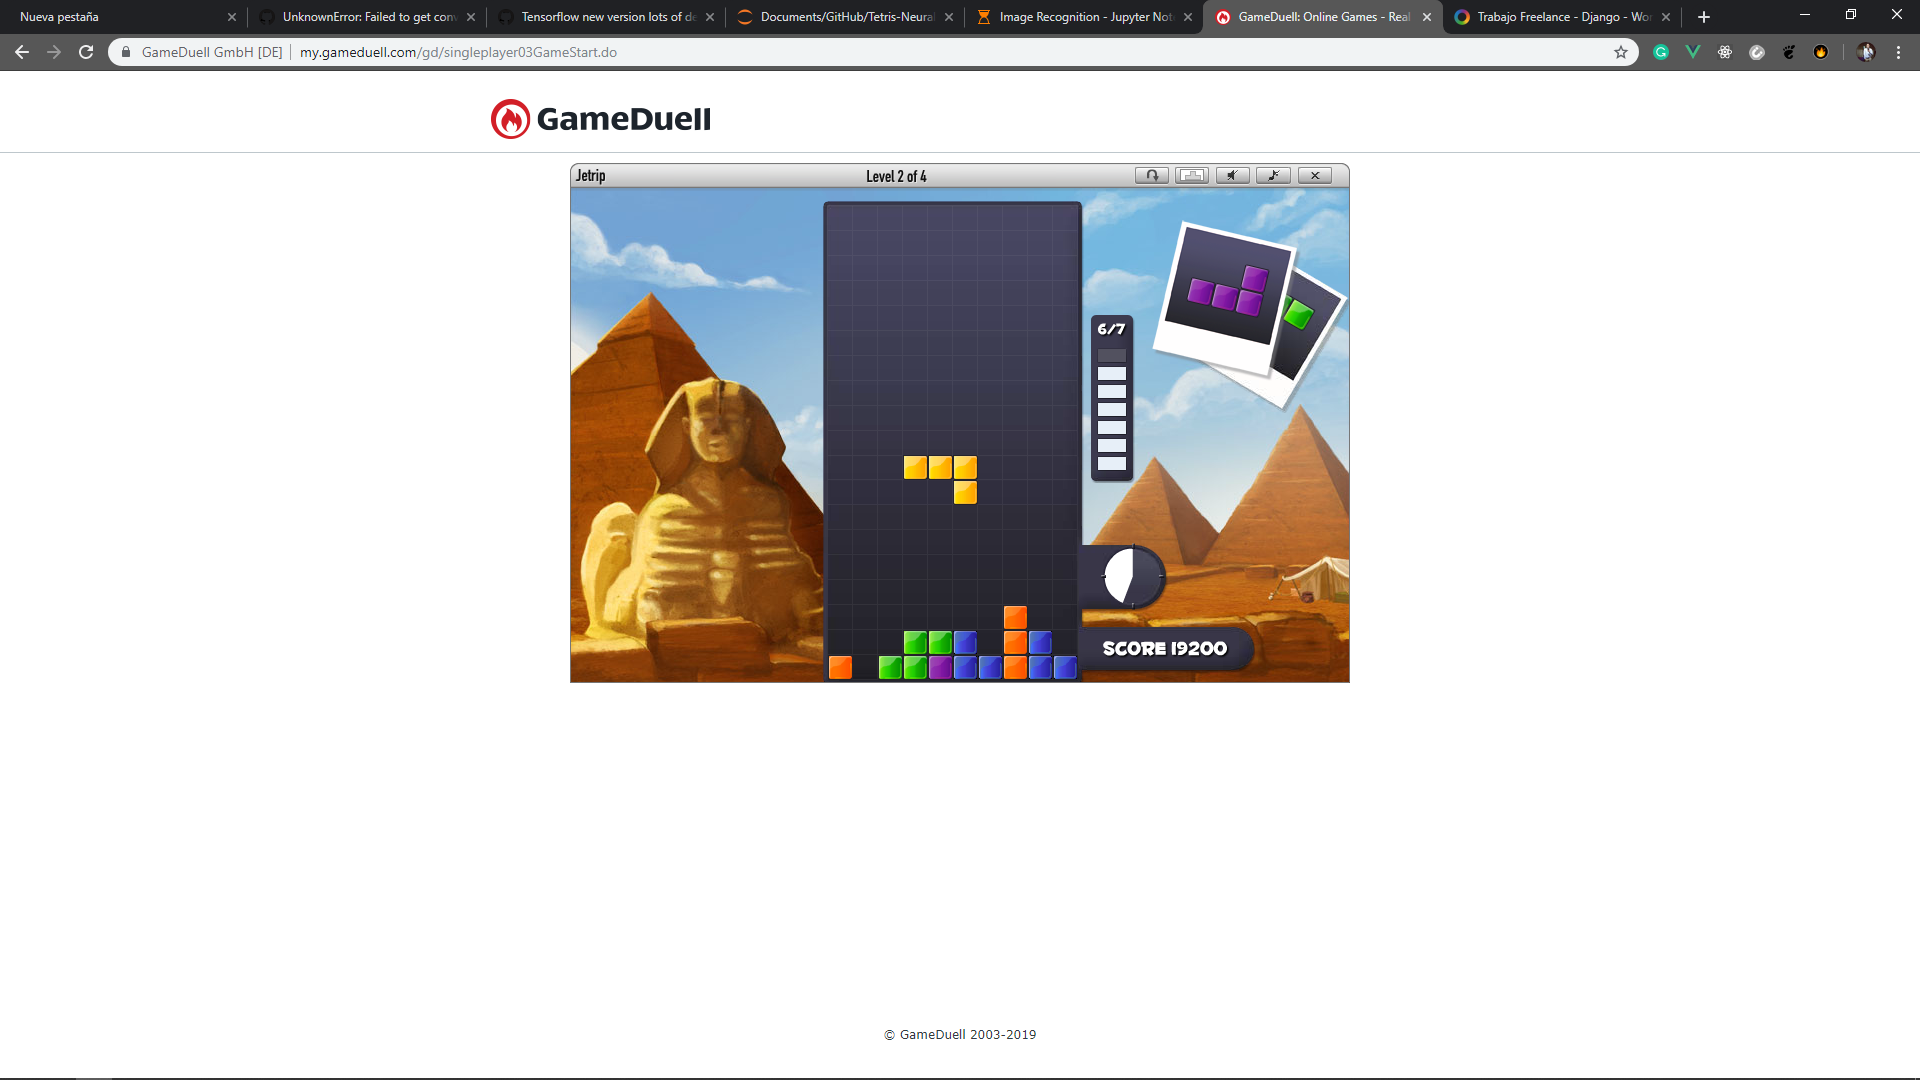 Nueva pestaña
UnknownError: Failed to get con
Tensorflow new version lots of de
Documents/GitHub/Tetris-Neural
Image Recognition - Jupyter Not
GameDuell: Online Games - Real
Trabajo Freelance - Django - Wor
GameDuell GmbH [DE]
my.gameduell.com/gd/singleplayer03GameStart.do
GameDuell
Jetrip
Level 2 of 4
6/7
SCORE 19200
© GameDuell 2003-2019